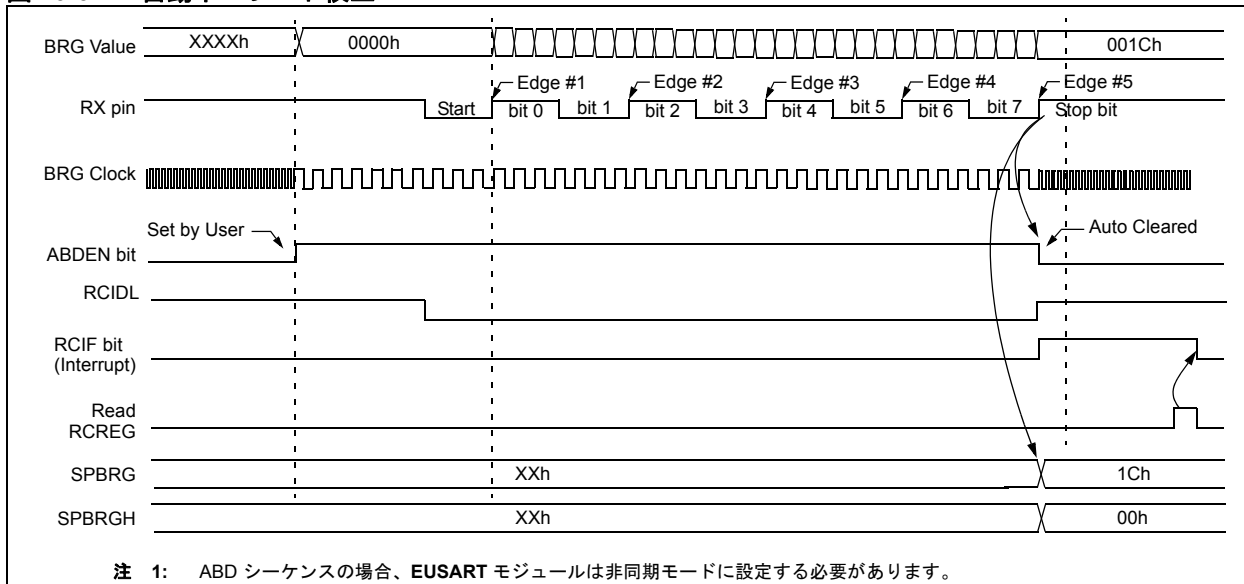 BRG Value XXXXh 0000h 001Ch
Edge #1 Edge #2 Edge #3 Edge #4 Edge #5
RX pin Start bit 0 bit 1 bit 2 bit 3 bit 4 bit 5 bit 6 bit 7 Stop bit
BRG Clock
Set by User Auto Cleared
ABDEN bit
RCIDL
RCIF bit
(Interrupt)
Read
RCREG
SPBRG XXh 1Ch
SPBRGH XXh 00h
注 1: ABD シーケンスの場合、EUSART モジュールは非同期モードに設定する必要があります。